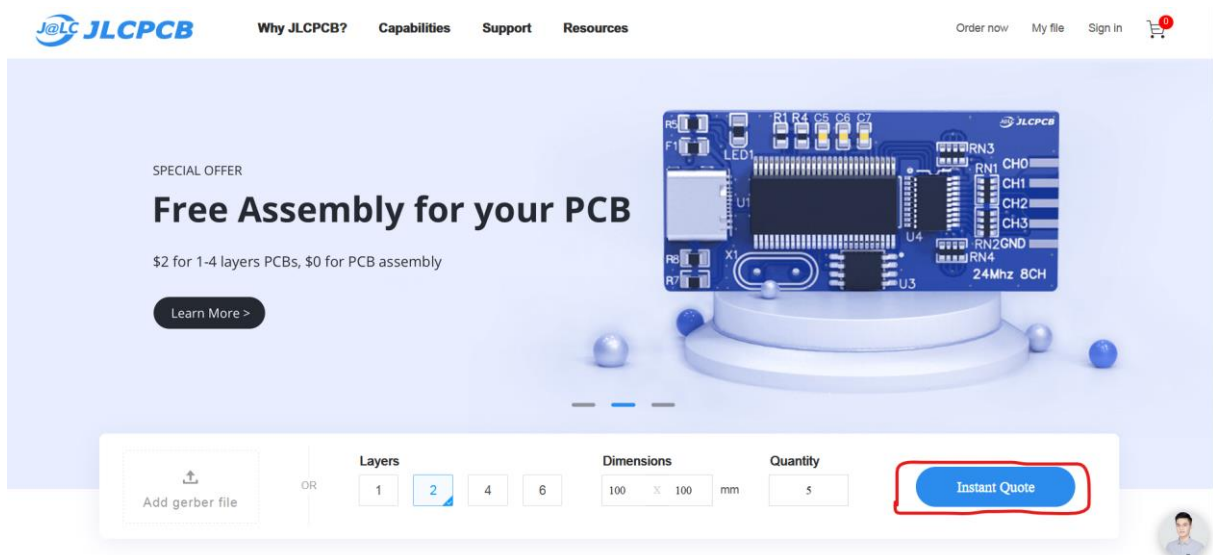 J@LC JLCPCB
Why JLCPCB? Capabilities Support Resources
Order now My file Sign in 0
SPECIAL OFFER
Free Assembly for your PCB
$2 for 1-4 layers PCBs, $0 for PCB assembly
Learn More >
R5
F1
LED1
R1 R4 C5 C6 C7
J@LC JLCPCB
RN3
RN1
CH0
CH1
CH2
CH3
GND
U1
U4
RN2
RN4
R8
R7
X1
U3
24Mhz 8CH
Add gerber file
OR
Layers
1 2 4 6
Dimensions
100 X 100 mm
Quantity
5
Instant Quote